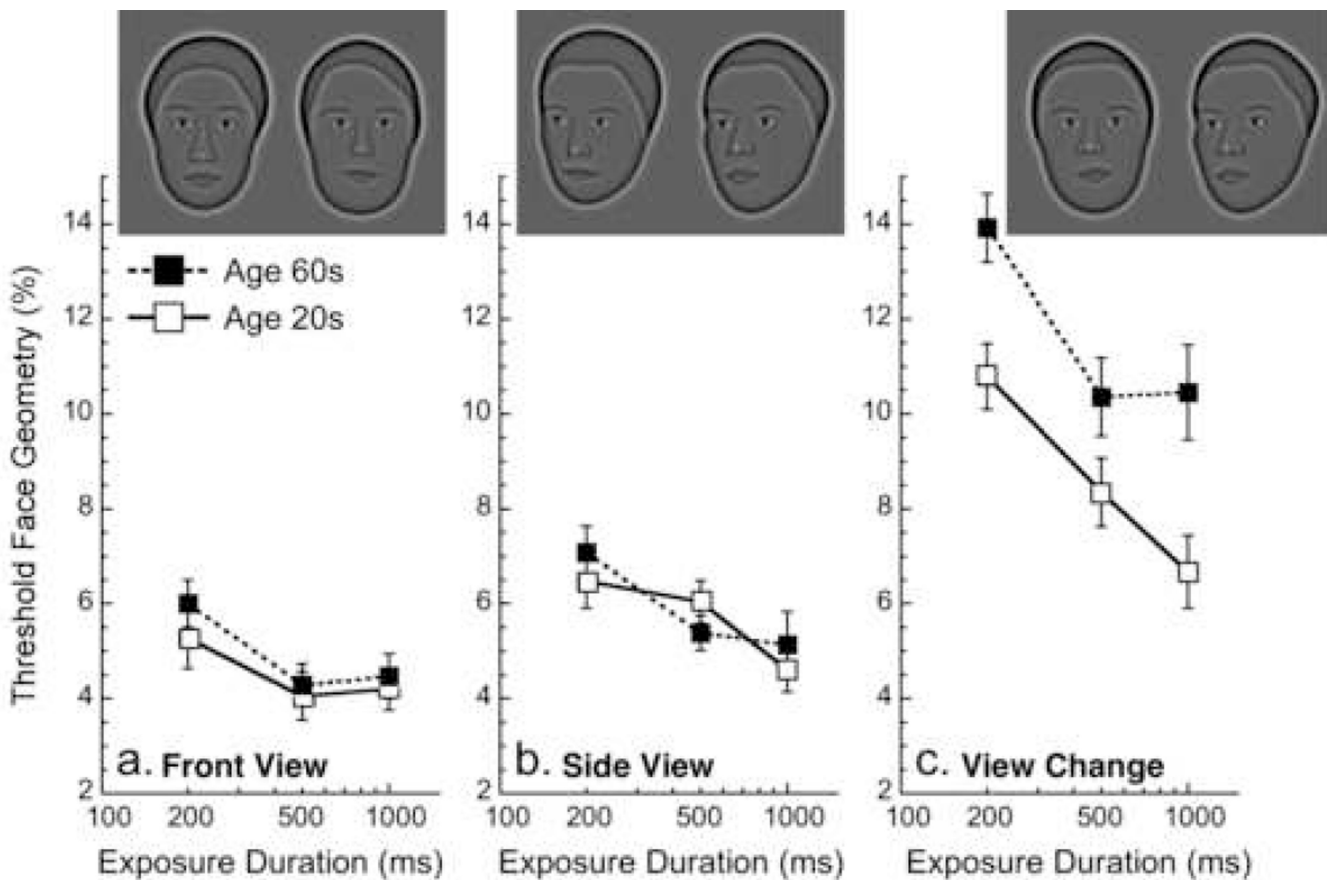 Threshold Face Geometry (%)
14
12
10
8
6
4
2
Age 60s
Age 20s
a. Front View
100 200 500 1000
Exposure Duration (ms)
14
12
10
8
6
4
2
b. Side View
100 200 500 1000
Exposure Duration (ms)
14
12
10
8
6
4
2
c. View Change
100 200 500 1000
Exposure Duration (ms)